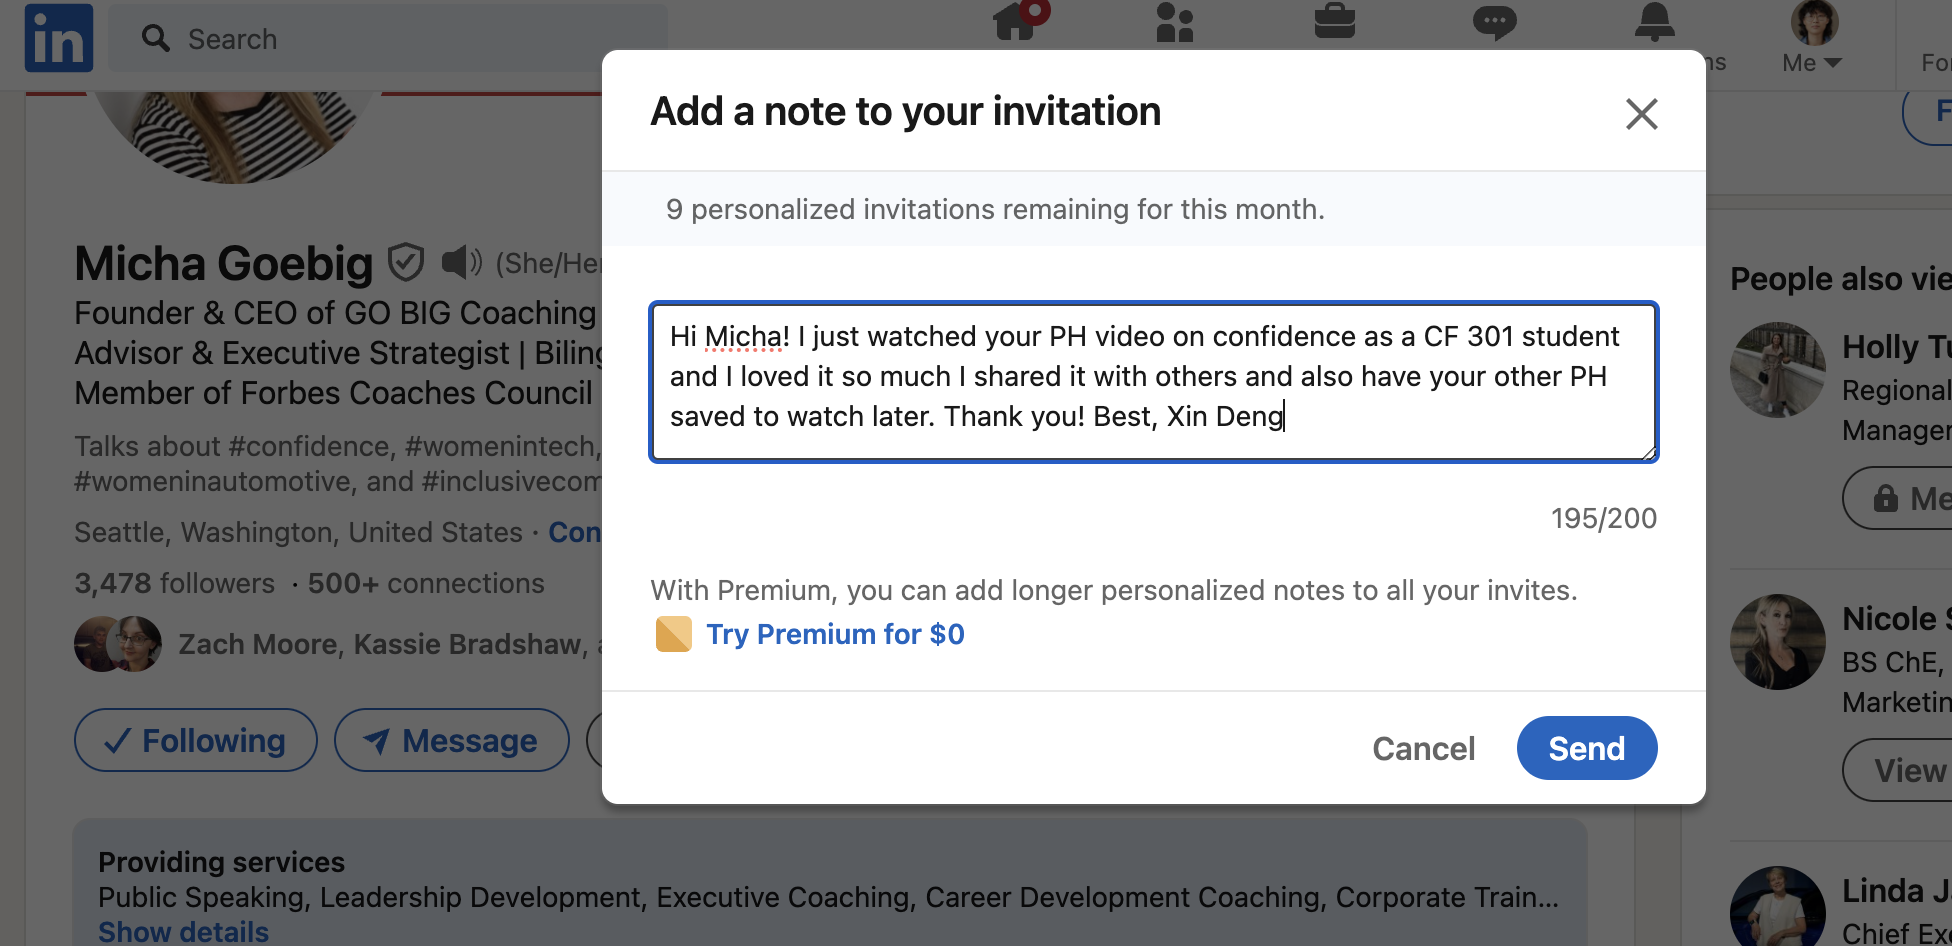 in
Search
Me
Add a note to your invitation
9 personalized invitations remaining for this month.
Hi Micha! I just watched your PH video on confidence as a CF 301 student
and I loved it so much I shared it with others and also have your other PH
saved to watch later. Thank you! Best, Xin Deng
195/200
With Premium, you can add longer personalized notes to all your invites.
Try Premium for $0
Cancel
Send
Micha Goebig (She/Her
Founder & CEO of GO BIG Coaching
Advisor & Executive Strategist | Biling
Member of Forbes Coaches Council
Talks about #confidence, #womenintech,
#womeninautomotive, and #inclusivecom
Seattle, Washington, United States · Con
3,478 followers · 500+ connections
Zach Moore, Kassie Bradshaw,
Following
Message
Providing services
Public Speaking, Leadership Development, Executive Coaching, Career Development Coaching, Corporate Train...
Show details
People also vie
Holly Tu
Regional
Manager
Me
Nicole S
BS ChE,
Marketin
View
Linda Ja
Chief Exe